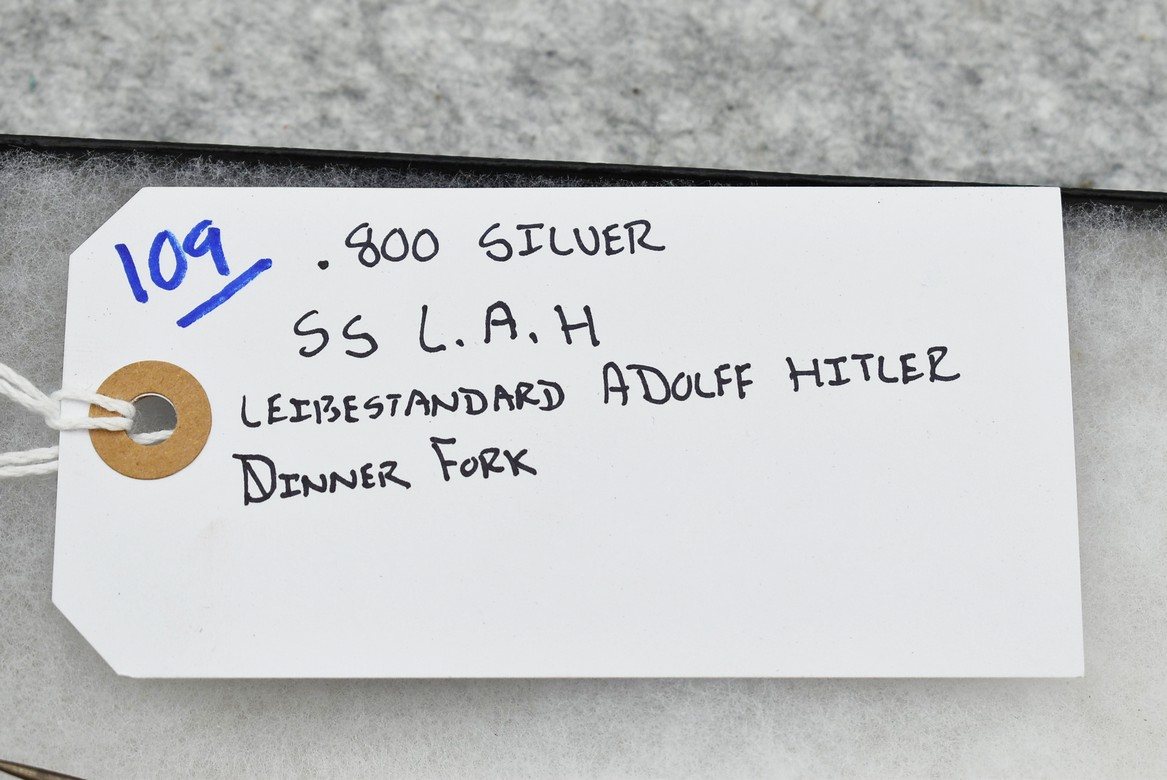 109 .800 SILVER
SS L.A.H
LEIBESTANDARD ADOLFF HITLER
DINNER FORK